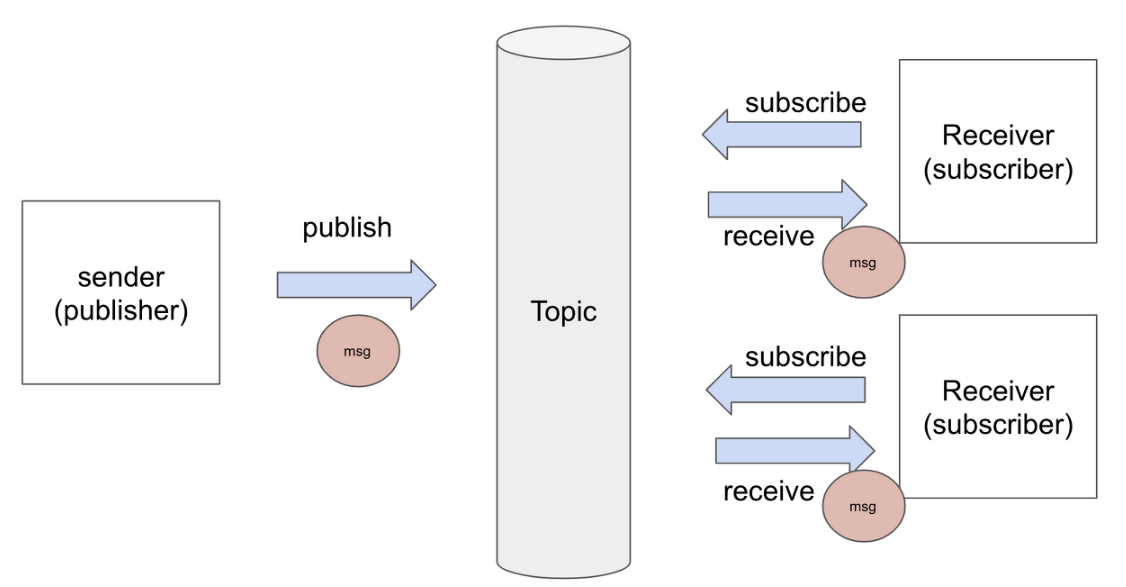 sender
(publisher)
publish
msg
Topic
subscribe
receive
msg
Receiver
(subscriber)
subscribe
receive
msg
Receiver
(subscriber)